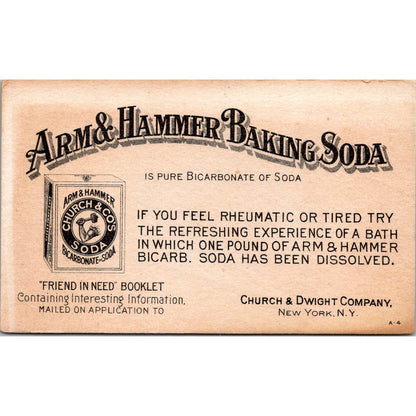 ARM & HAMMER BAKING SODA
IS PURE BICARBONATE OF SODA
ARM & HAMMER
CHURCH & CO'S
SODA
BICARBONATE OF SODA
IF YOU FEEL RHEUMATIC OR TIRED TRY
THE REFRESHING EXPERIENCE OF A BATH
IN WHICH ONE POUND OF ARM & HAMMER
BICARB. SODA HAS BEEN DISSOLVED.
"FRIEND IN NEED" BOOKLET
Containing Interesting Information,
MAILED ON APPLICATION TO
CHURCH & DWIGHT COMPANY,
NEW YORK, N.Y.
A-4